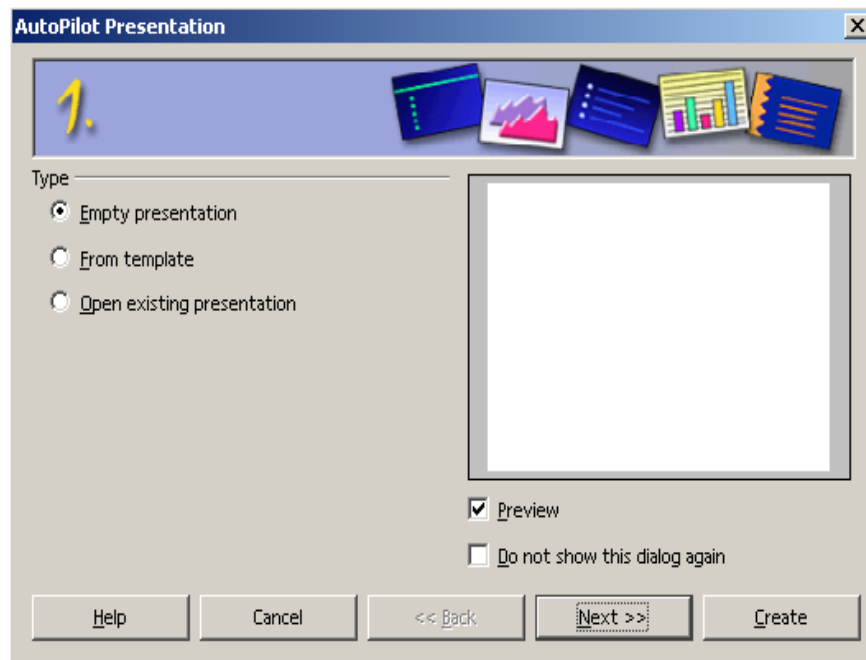 AutoPilot Presentation
1.
Type
Empty presentation
From template
Open existing presentation
Preview
Do not show this dialog again
Help
Cancel
<< Back
Next >>
Create